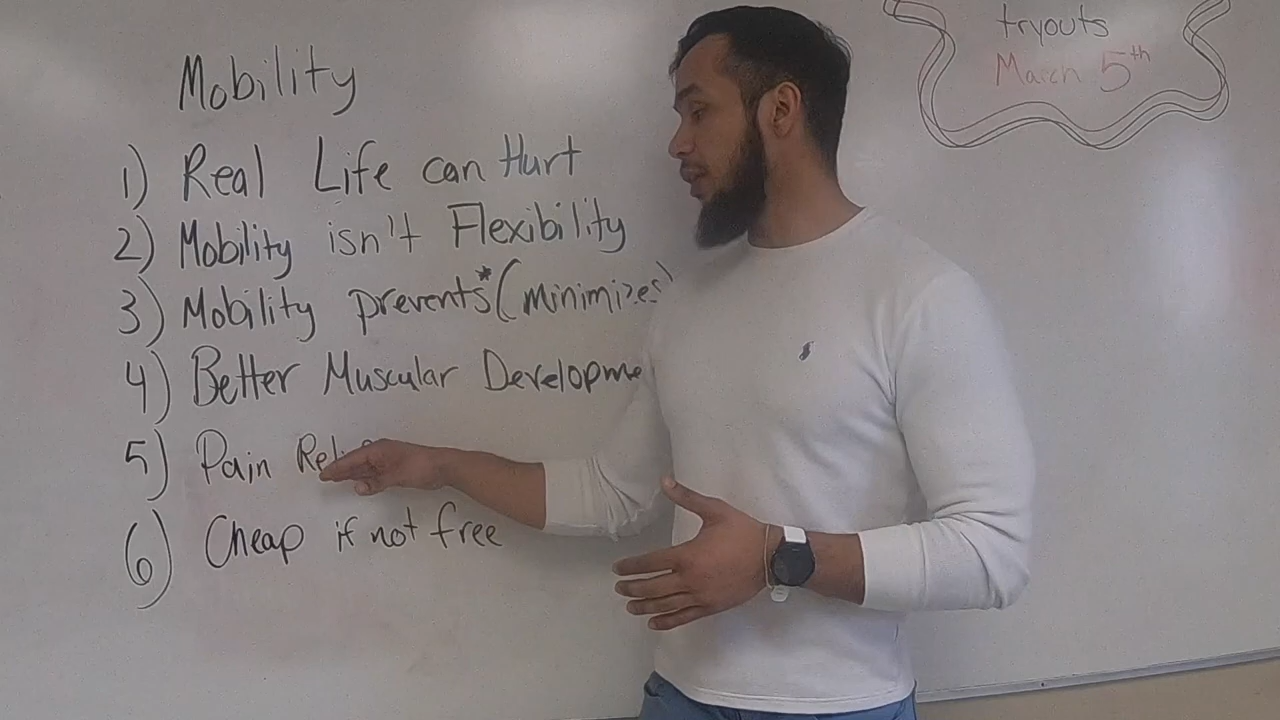 Mobility
1) Real Life can Hurt
2) Mobility isn't Flexibility
3) Mobility prevents* (minimizes)
4) Better Muscular Developme
5) Pain Rel
6) Cheap if not free
tryouts
March 5th